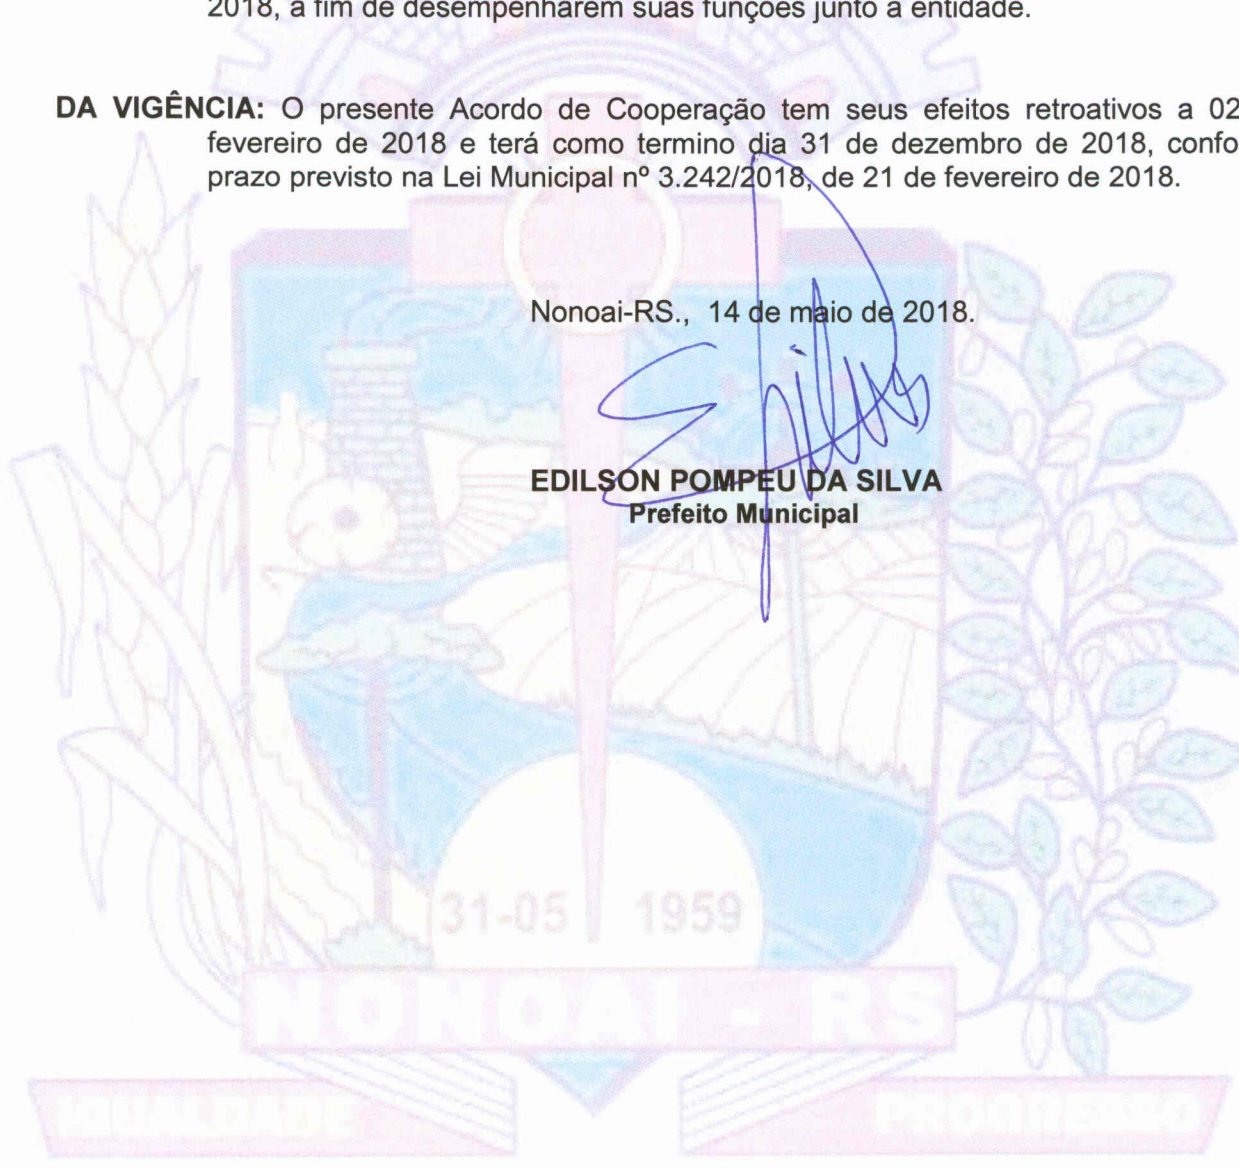 2018, a fim de desempenharem suas funções junto a entidade.
DA VIGÊNCIA: O presente Acordo de Cooperação tem seus efeitos retroativos a 02
fevereiro de 2018 e terá como termino dia 31 de dezembro de 2018, confo
prazo previsto na Lei Municipal nº 3.242/2018, de 21 de fevereiro de 2018.
Nonoai-RS., 14 de maio de 2018.
EDILSON POMPEU DA SILVA
Prefeito Municipal
31-05 1959
NONOAI - RS
IGUALDADE PROGRESSO